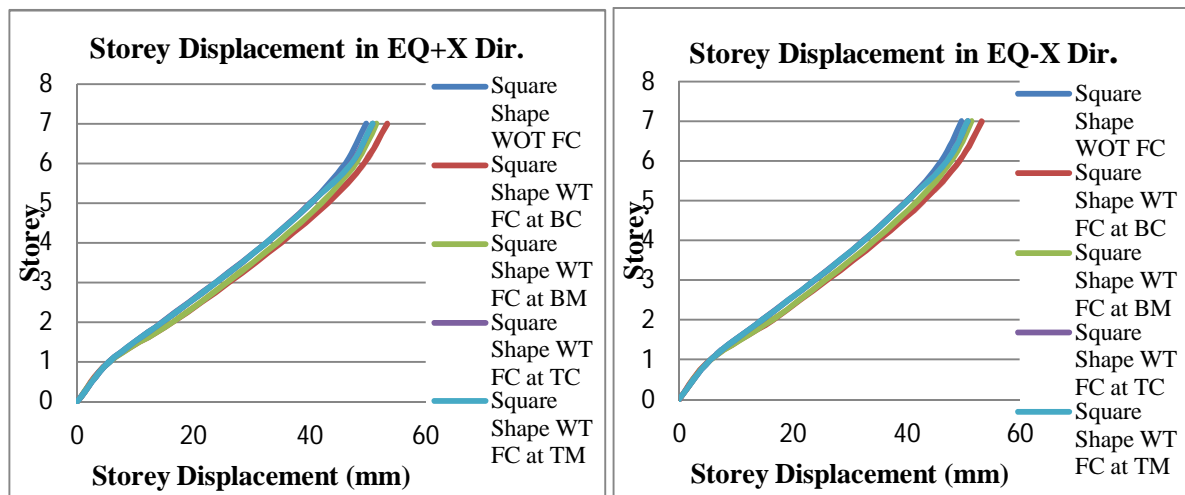 Storey Displacement in EQ+X Dir.
8
7
6
5
4
3
2
1
0
Storey
0 20 40 60
Storey Displacement (mm)
Square
Shape
WOT FC
Square
Shape WT
FC at BC
Square
Shape WT
FC at BM
Square
Shape WT
FC at TC
Square
Shape WT
FC at TM
Storey Displacement in EQ-X Dir.
8
7
6
5
4
3
2
1
0
Storey
0 20 40 60
Storey Displacement (mm)
Square
Shape
WOT FC
Square
Shape WT
FC at BC
Square
Shape WT
FC at BM
Square
Shape WT
FC at TC
Square
Shape WT
FC at TM